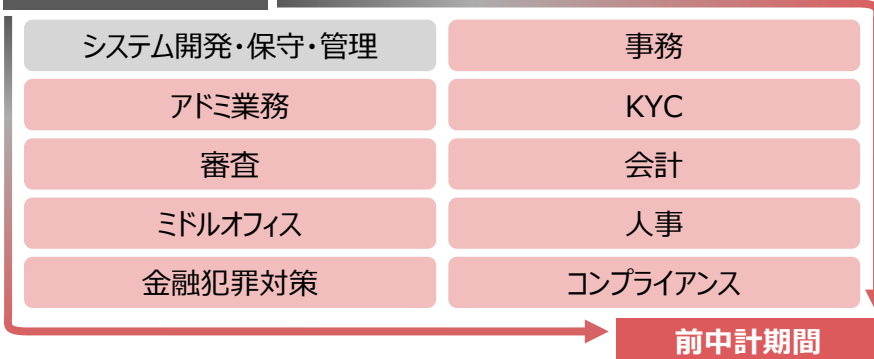 システム開発・保守・管理
事務
アドミ業務
KYC
審査
会計
ミドルオフィス
人事
金融犯罪対策
コンプライアンス
前中計期間